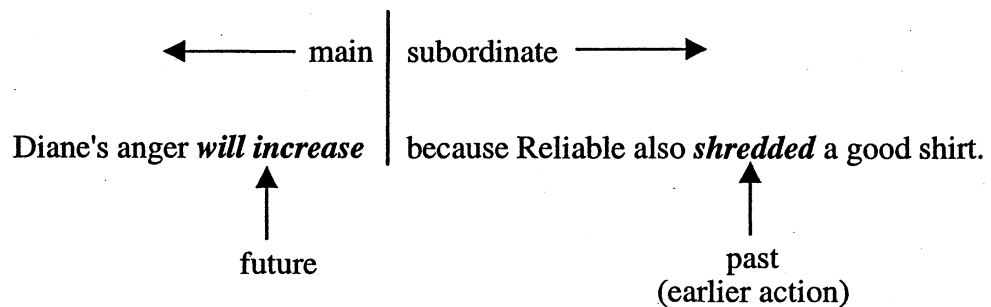 main subordinate
Diane's anger will increase because Reliable also shredded a good shirt.
future past
(earlier action)